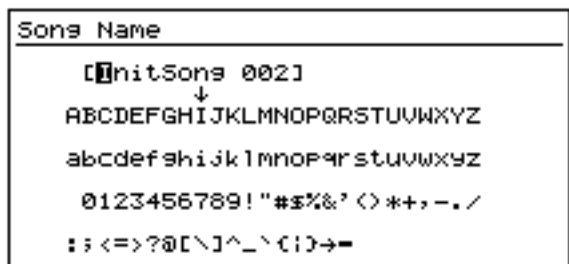 Song Name
[InitSong 002]
↓
ABCDEFGHIJKLMNOPQRSTUVWXYZ
abcdefghijklmnopqrstuvwxyz
0123456789!"#$%&'()*+,-./
:;<=>?@[\]^_`{¦}→=